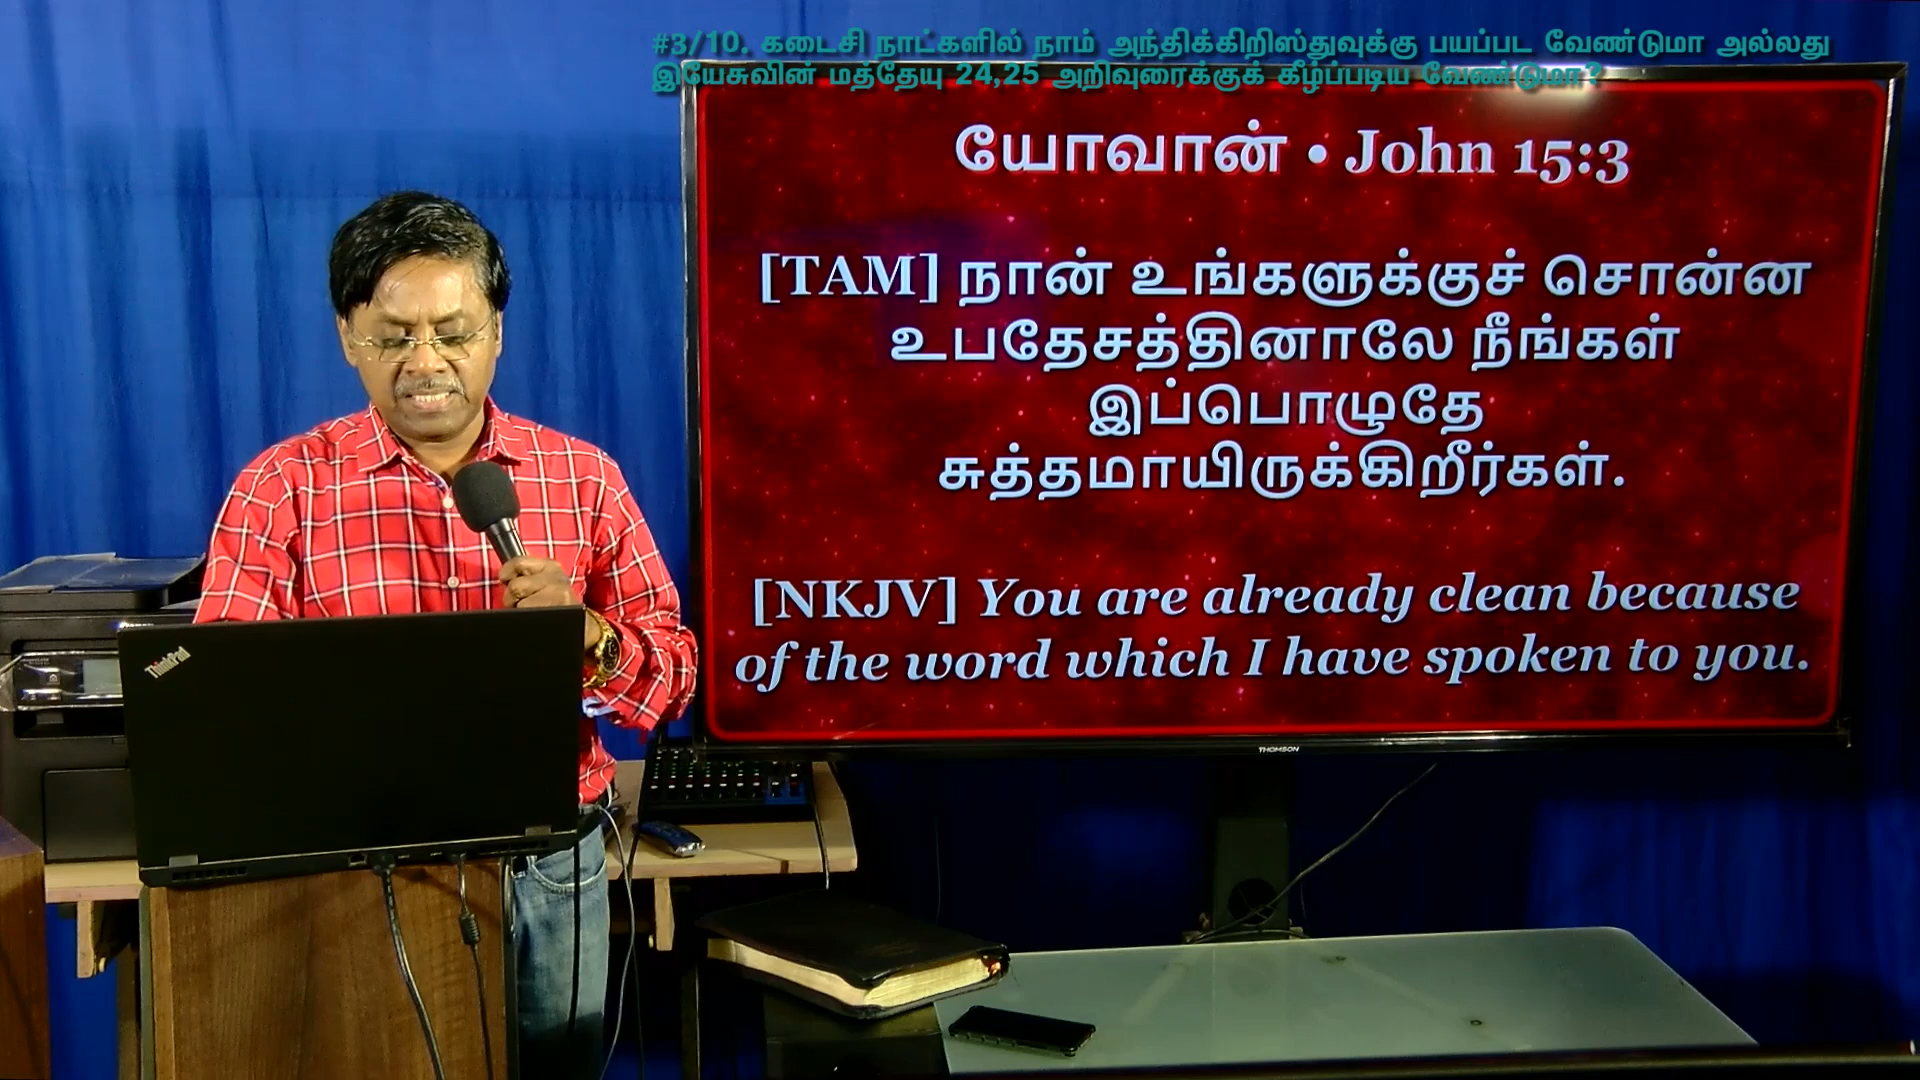 #3/10. கடைசி நாட்களில் நாம் அந்திக்கிறிஸ்துவுக்கு பயப்பட வேண்டுமா அல்லது
இயேசுவின் மத்தேயு 24,25 அறிவுரைக்குக் கீழ்ப்படிய வேண்டுமா?
யோவான் • John 15:3
[TAM] நான் உங்களுக்குச் சொன்ன
உபதேசத்தினாலே நீங்கள்
இப்பொழுதே
சுத்தமாயிருக்கிறீர்கள்.
[NKJV] You are already clean because
of the word which I have spoken to you.
THOMSON
ThinkPad